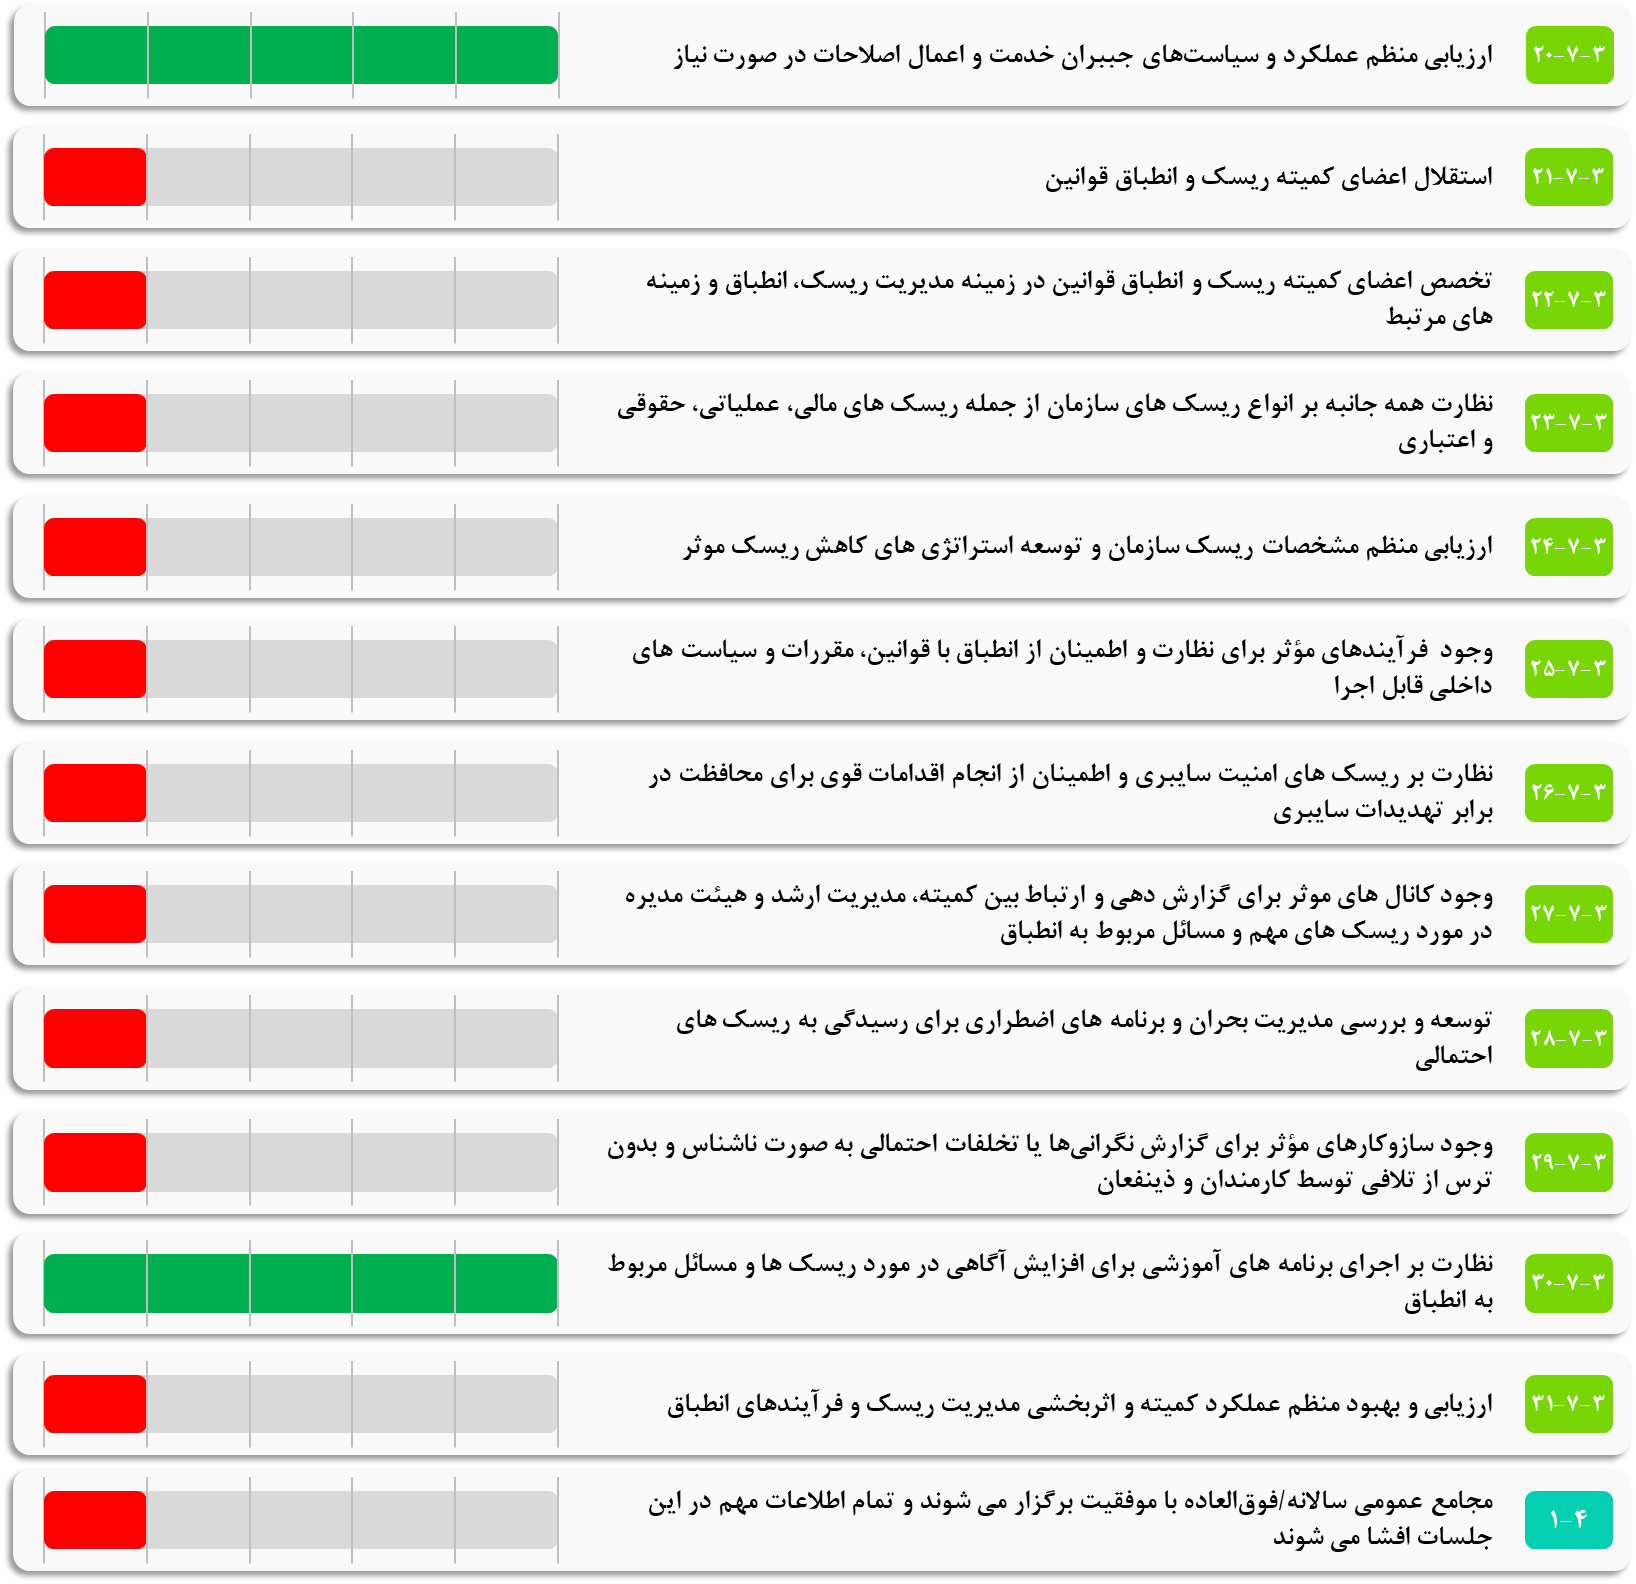 ۲۰-۷-۳
ارزیابی منظم عملکرد و سیاست‌های جببران خدمت و اعمال اصلاحات در صورت نیاز
۲۱-۷-۳
استقلال اعضای کمیته ریسک و انطباق قوانین
۲۲-۷-۳
تخصص اعضای کمیته ریسک و انطباق قوانین در زمینه مدیریت ریسک، انطباق و زمینه
های مرتبط
۲۳-۷-۳
نظارت همه جانبه بر انواع ریسک های سازمان از جمله ریسک های مالی، عملیاتی، حقوقی
و اعتباری
۲۴-۷-۳
ارزیابی منظم مشخصات ریسک سازمان و توسعه استراتژی های کاهش ریسک موثر
۲۵-۷-۳
وجود فرآیندهای مؤثر برای نظارت و اطمینان از انطباق با قوانین، مقررات و سیاست های
داخلی قابل اجرا
۲۶-۷-۳
نظارت بر ریسک های امنیت سایبری و اطمینان از انجام اقدامات قوی برای محافظت در
برابر تهدیدات سایبری
۲۷-۷-۳
وجود کانال های موثر برای گزارش دهی و ارتباط بین کمیته، مدیریت ارشد و هیئت مدیره
در مورد ریسک های مهم و مسائل مربوط به انطباق
۲۸-۷-۳
توسعه و بررسی مدیریت بحران و برنامه های اضطراری برای رسیدگی به ریسک های
احتمالی
۲۹-۷-۳
وجود سازوکارهای مؤثر برای گزارش نگرانی‌ها یا تخلفات احتمالی به صورت ناشناس و بدون
ترس از تلافی توسط کارمندان و ذینفعان
۳۰-۷-۳
نظارت بر اجرای برنامه های آموزشی برای افزایش آگاهی در مورد ریسک ها و مسائل مربوط
به انطباق
۳۱-۷-۳
ارزیابی و بهبود منظم عملکرد کمیته و اثربخشی مدیریت ریسک و فرآیندهای انطباق
۱-۴
مجامع عمومی سالانه/فوق‌العاده با موفقیت برگزار می شوند و تمام اطلاعات مهم در این
جلسات افشا می شوند